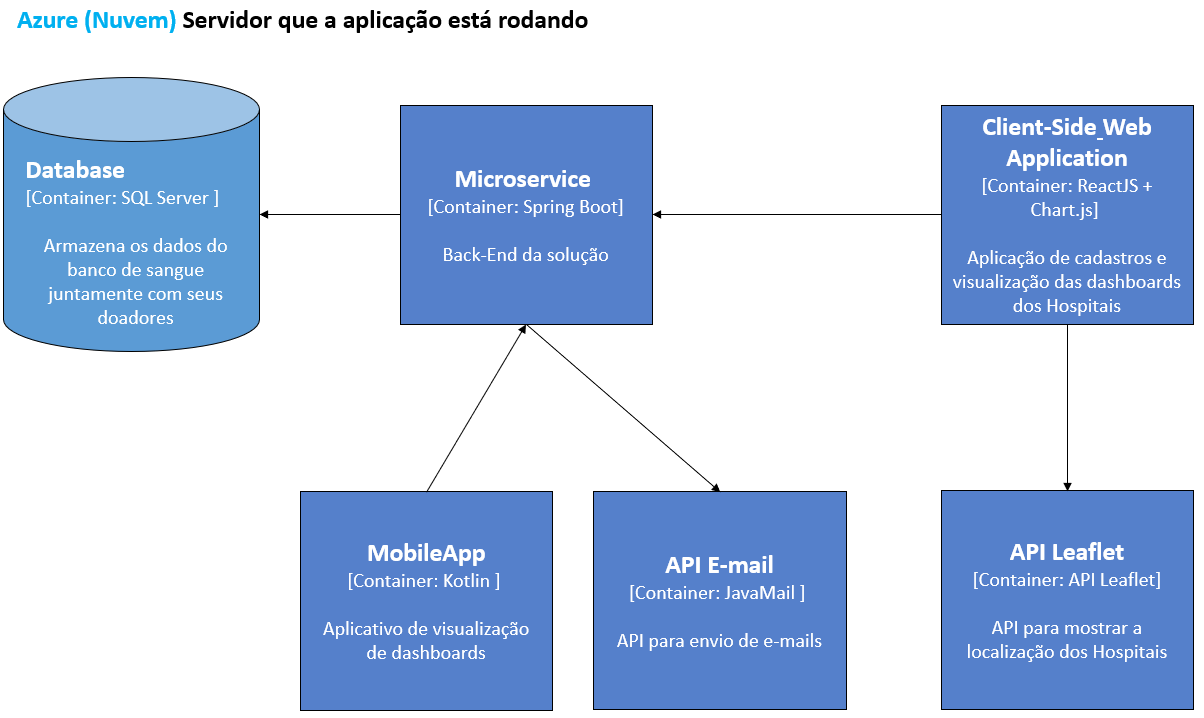 Azure (Nuvem) Servidor que a aplicação está rodando
Database
[Container: SQL Server ]
Armazena os dados do
banco de sangue
juntamente com seus
doadores
Microservice
[Container: Spring Boot]
Back-End da solução
Client-Side_Web
Application
[Container: ReactJS +
Chart.js]
Aplicação de cadastros e
visualização das dashboards
dos Hospitais
MobileApp
[Container: Kotlin ]
Aplicativo de visualização
de dashboards
API E-mail
[Container: JavaMail ]
API para envio de e-mails
API Leaflet
[Container: API Leaflet]
API para mostrar a
localização dos Hospitais